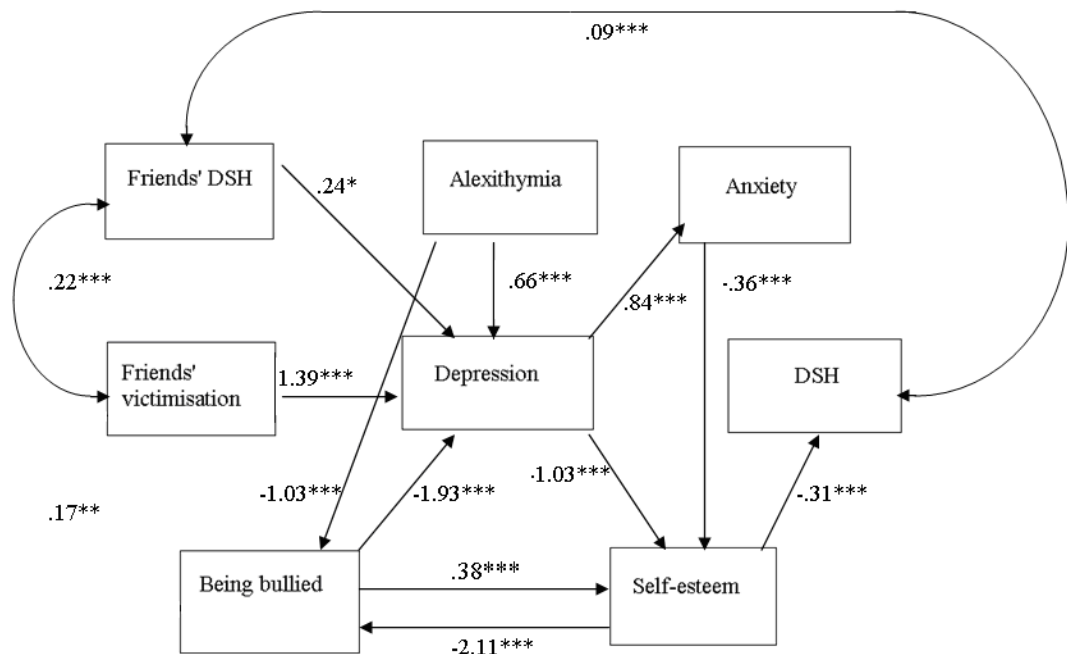 .09***
Friends' DSH
Alexithymia
Anxiety
.24*
.22***
.66***
.84***
-.36***
Friends'
victimisation
1.39***
Depression
DSH
-1.03***
-1.93***
-1.03***
-.31***
.17**
Being bullied
.38***
Self-esteem
-2.11***